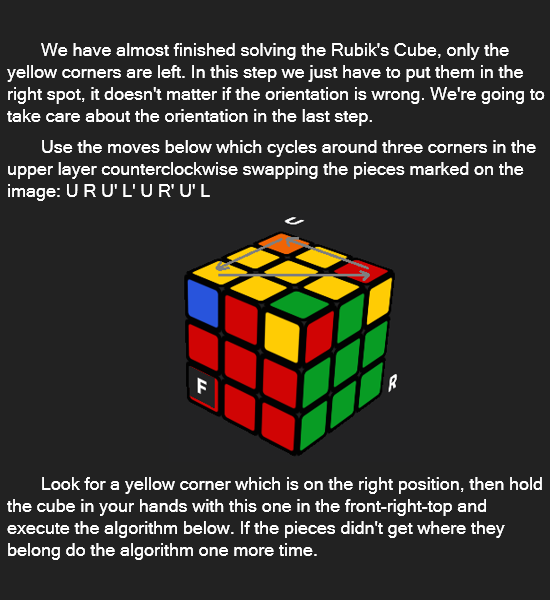 We have almost finished solving the Rubik's Cube, only the
yellow corners are left. In this step we just have to put them in the
right spot, it doesn't matter if the orientation is wrong. We're going to
take care about the orientation in the last step.
Use the moves below which cycles around three corners in the
upper layer counterclockwise swapping the pieces marked on the
image: U R U' L' U R' U' L
U
F
R
Look for a yellow corner which is on the right position, then hold
the cube in your hands with this one in the front-right-top and
execute the algorithm below. If the pieces didn't get where they
belong do the algorithm one more time.